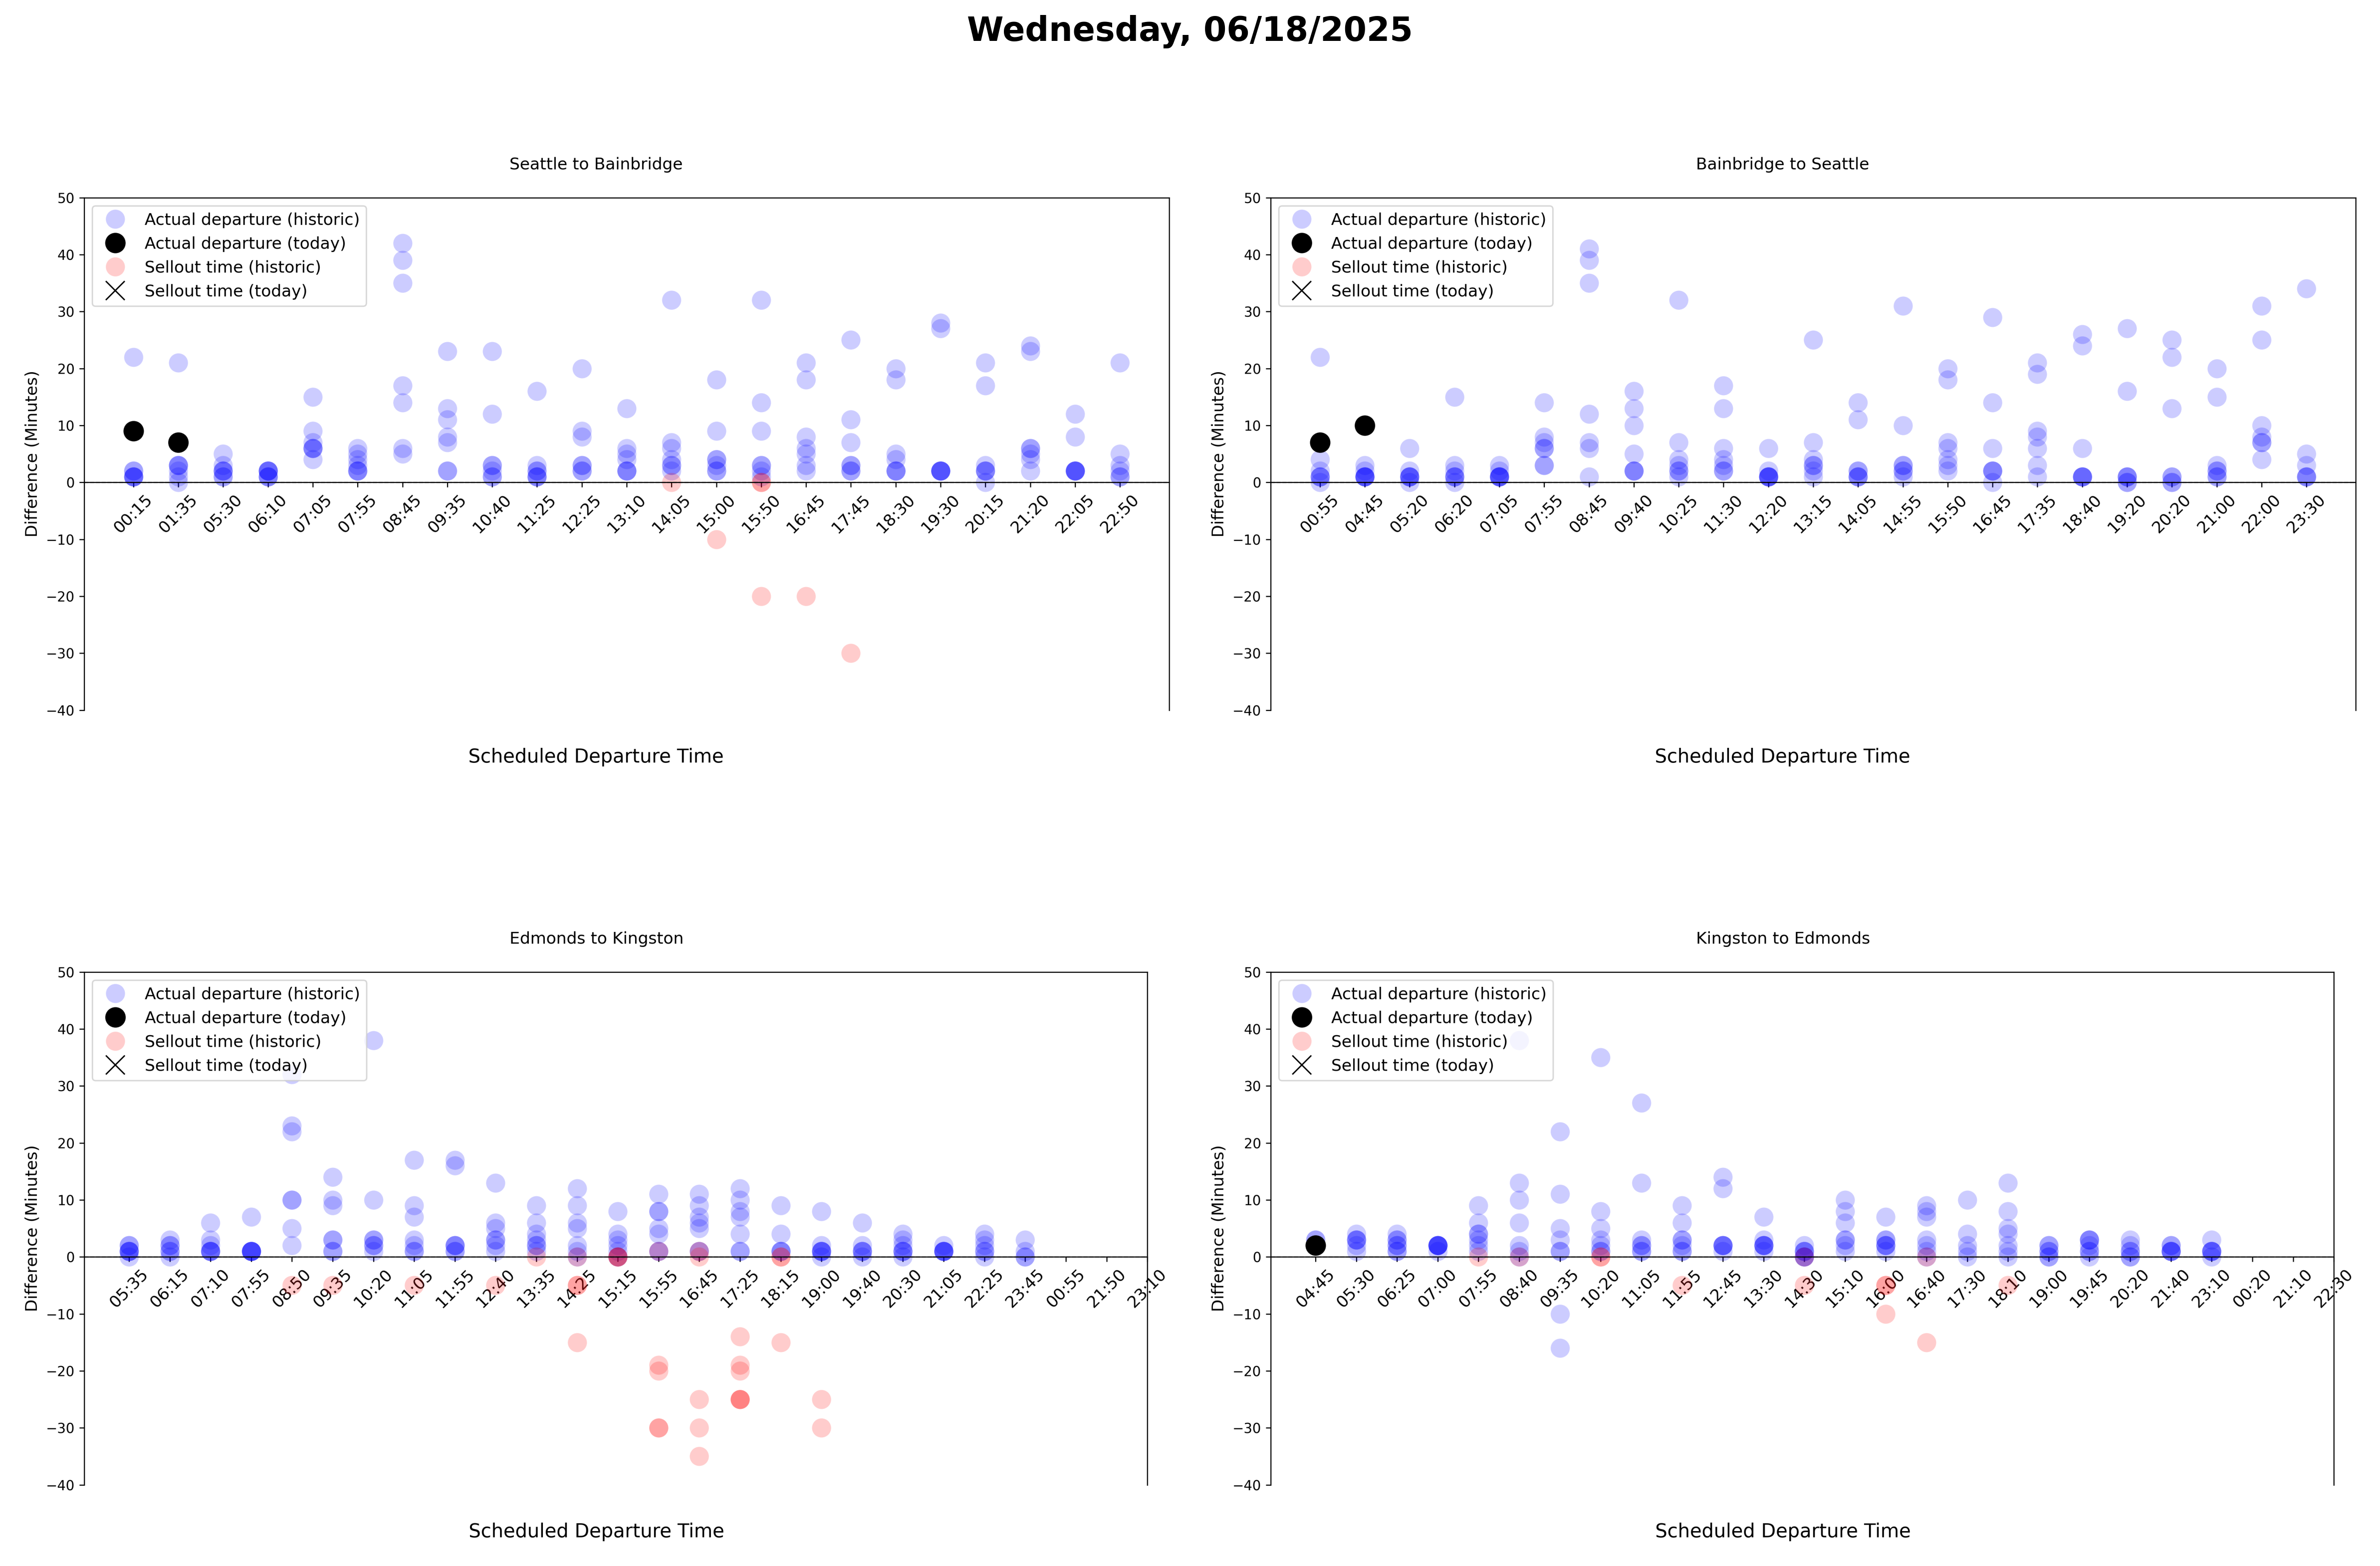 Wednesday, 06/18/2025
Seattle to Bainbridge
50
40
30
20
10
0
−10
−20
−30
−40
Difference (Minutes)
Actual departure (historic)
Actual departure (today)
Sellout time (historic)
Sellout time (today)
00:15 01:35 05:30 06:10 07:05 07:55 08:45 09:35 10:40 11:25 12:25 13:10 14:05 15:00 15:50 16:45 17:45 18:30 19:30 20:15 21:20 22:05 22:50
Scheduled Departure Time
Bainbridge to Seattle
50
40
30
20
10
0
−10
−20
−30
−40
Difference (Minutes)
Actual departure (historic)
Actual departure (today)
Sellout time (historic)
Sellout time (today)
00:55 04:45 05:20 06:20 07:05 07:55 08:45 09:40 10:25 11:30 12:20 13:15 14:05 14:55 15:50 16:45 17:35 18:40 19:20 20:20 21:00 22:00 23:30
Scheduled Departure Time
Edmonds to Kingston
50
40
30
20
10
0
−10
−20
−30
−40
Difference (Minutes)
Actual departure (historic)
Actual departure (today)
Sellout time (historic)
Sellout time (today)
05:35 06:15 07:10 07:55 08:50 09:35 10:20 11:05 11:55 12:40 13:35 14:25 15:15 15:55 16:45 17:25 18:15 19:00 19:40 20:30 21:05 22:25 23:45 00:55 21:50 23:10
Scheduled Departure Time
Kingston to Edmonds
50
40
30
20
10
0
−10
−20
−30
−40
Difference (Minutes)
Actual departure (historic)
Actual departure (today)
Sellout time (historic)
Sellout time (today)
04:45 05:30 06:25 07:00 07:55 08:40 09:35 10:20 11:05 11:55 12:45 13:30 14:30 15:10 16:00 16:40 17:30 18:10 19:00 19:45 20:20 21:40 23:10 00:20 21:10 22:30
Scheduled Departure Time